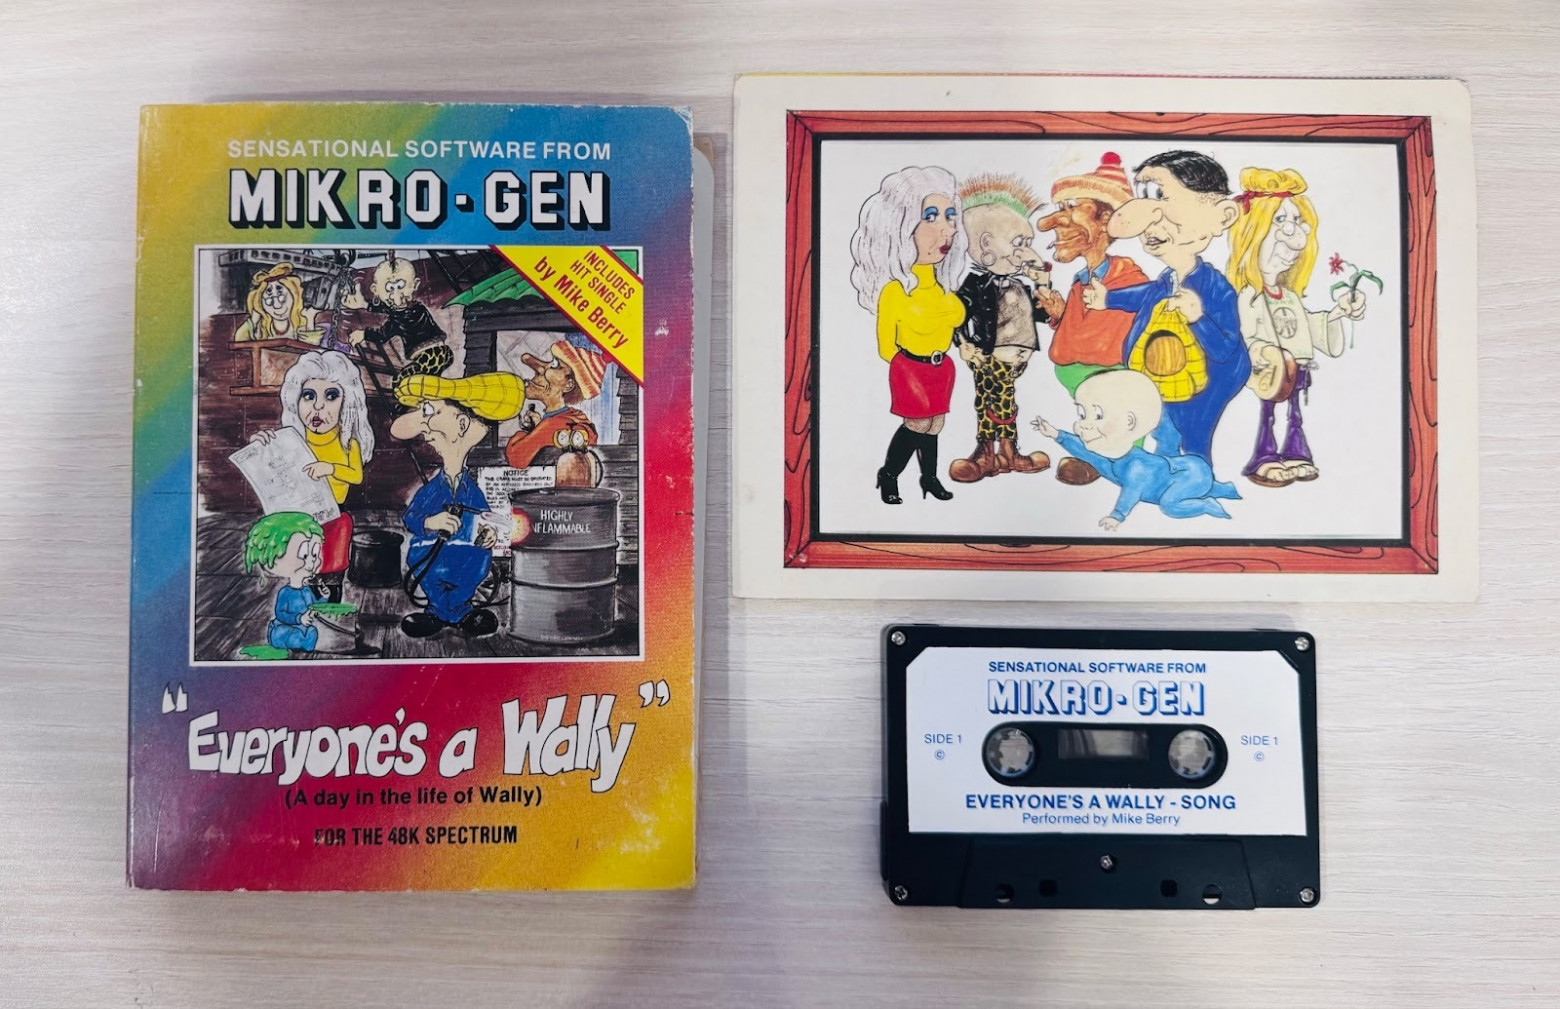 SENSATIONAL SOFTWARE FROM
MIKRO-GEN
INCLUDES
HIT SINGLE
by Mike Berry
NOTICE
HIGHLY
INFLAMMABLE
"Everyone's a Wally"
(A day in the life of Wally)
FOR THE 48K SPECTRUM
SENSATIONAL SOFTWARE FROM
MIKRO-GEN
SIDE 1
©
SIDE 1
©
EVERYONE'S A WALLY - SONG
Performed by Mike Berry